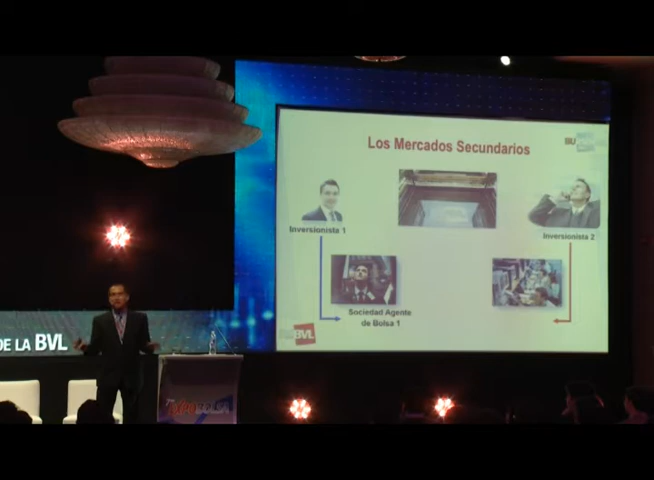 Los Mercados Secundarios
Inversionista 1
Inversionista 2
Sociedad Agente
de Bolsa 1
BVL
DE LA BVL